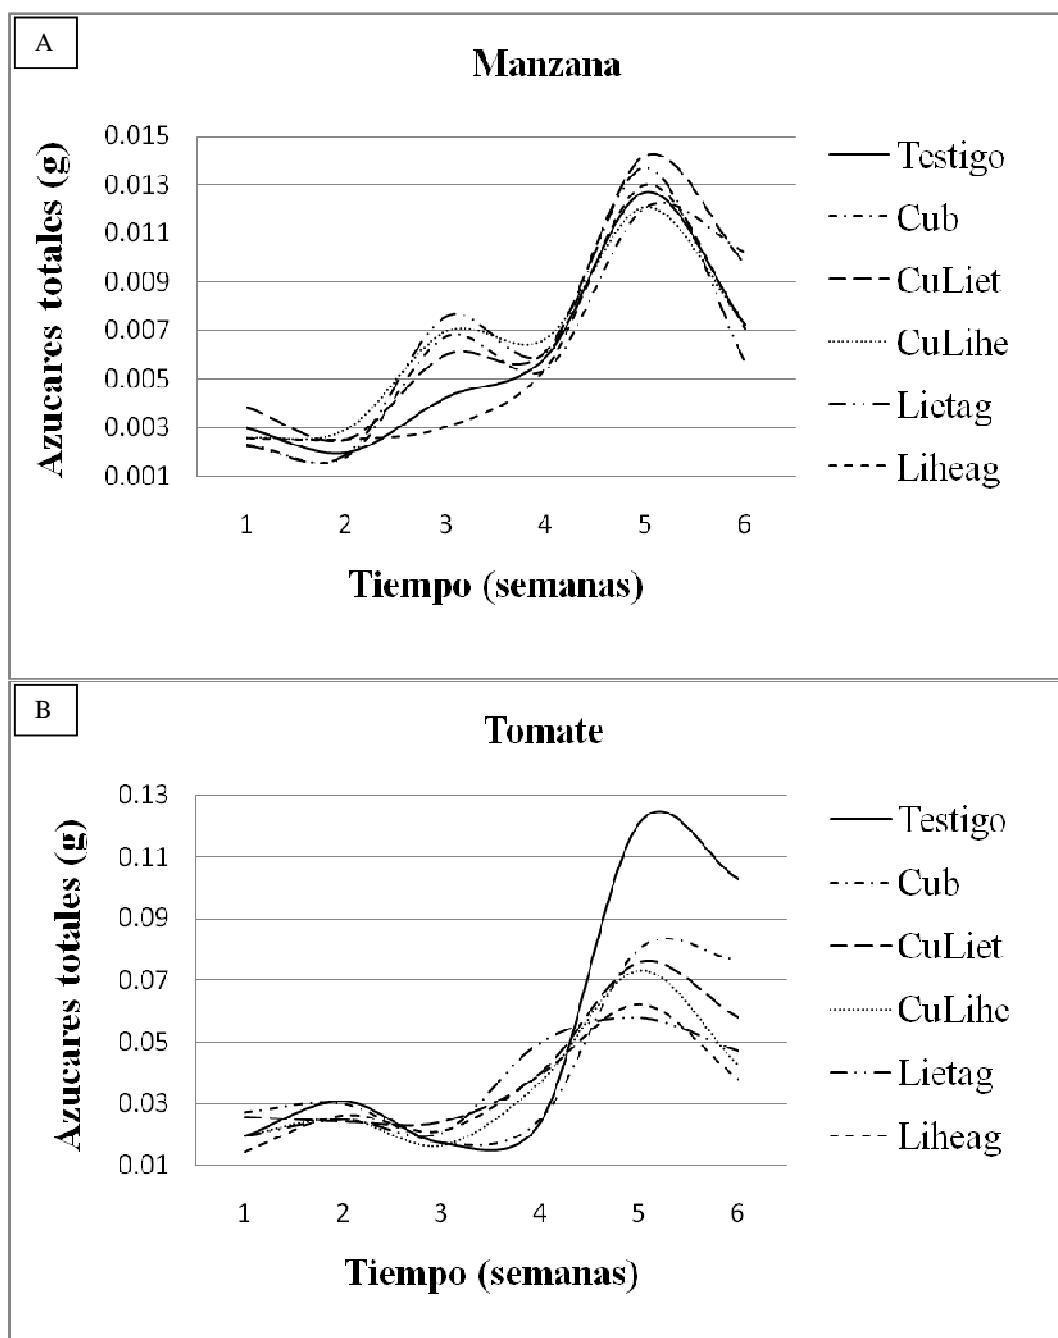 A
Manzana
Azucares totales (g)
0.015
0.013
0.011
0.009
0.007
0.005
0.003
0.001
1 2 3 4 5 6
Tiempo (semanas)
Testigo
Cub
CuLiet
CuLihe
Lietag
Liheag
B
Tomate
Azucares totales (g)
0.13
0.11
0.09
0.07
0.05
0.03
0.01
1 2 3 4 5 6
Tiempo (semanas)
Testigo
Cub
CuLiet
CuLihe
Lietag
Liheag